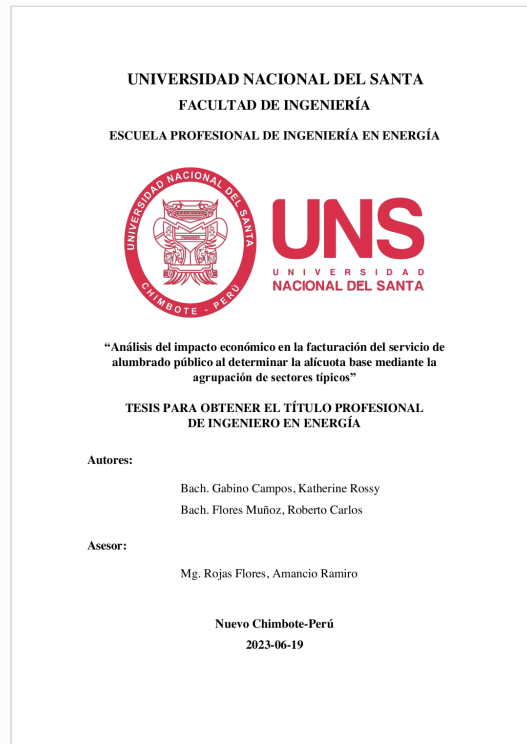 UNIVERSIDAD NACIONAL DEL SANTA
FACULTAD DE INGENIERÍA
ESCUELA PROFESIONAL DE INGENIERÍA EN ENERGÍA
UNIVERSIDAD NACIONAL DEL SANTA
CHIMBOTE - PERÚ
UNS
UNIVERSIDAD
NACIONAL DEL SANTA
“Análisis del impacto económico en la facturación del servicio de
alumbrado público al determinar la alícuota base mediante la
agrupación de sectores típicos”
TESIS PARA OBTENER EL TÍTULO PROFESIONAL
DE INGENIERO EN ENERGÍA
Autores:
Bach. Gabino Campos, Katherine Rossy
Bach. Flores Muñoz, Roberto Carlos
Asesor:
Mg. Rojas Flores, Amancio Ramiro
Nuevo Chimbote-Perú
2023-06-19